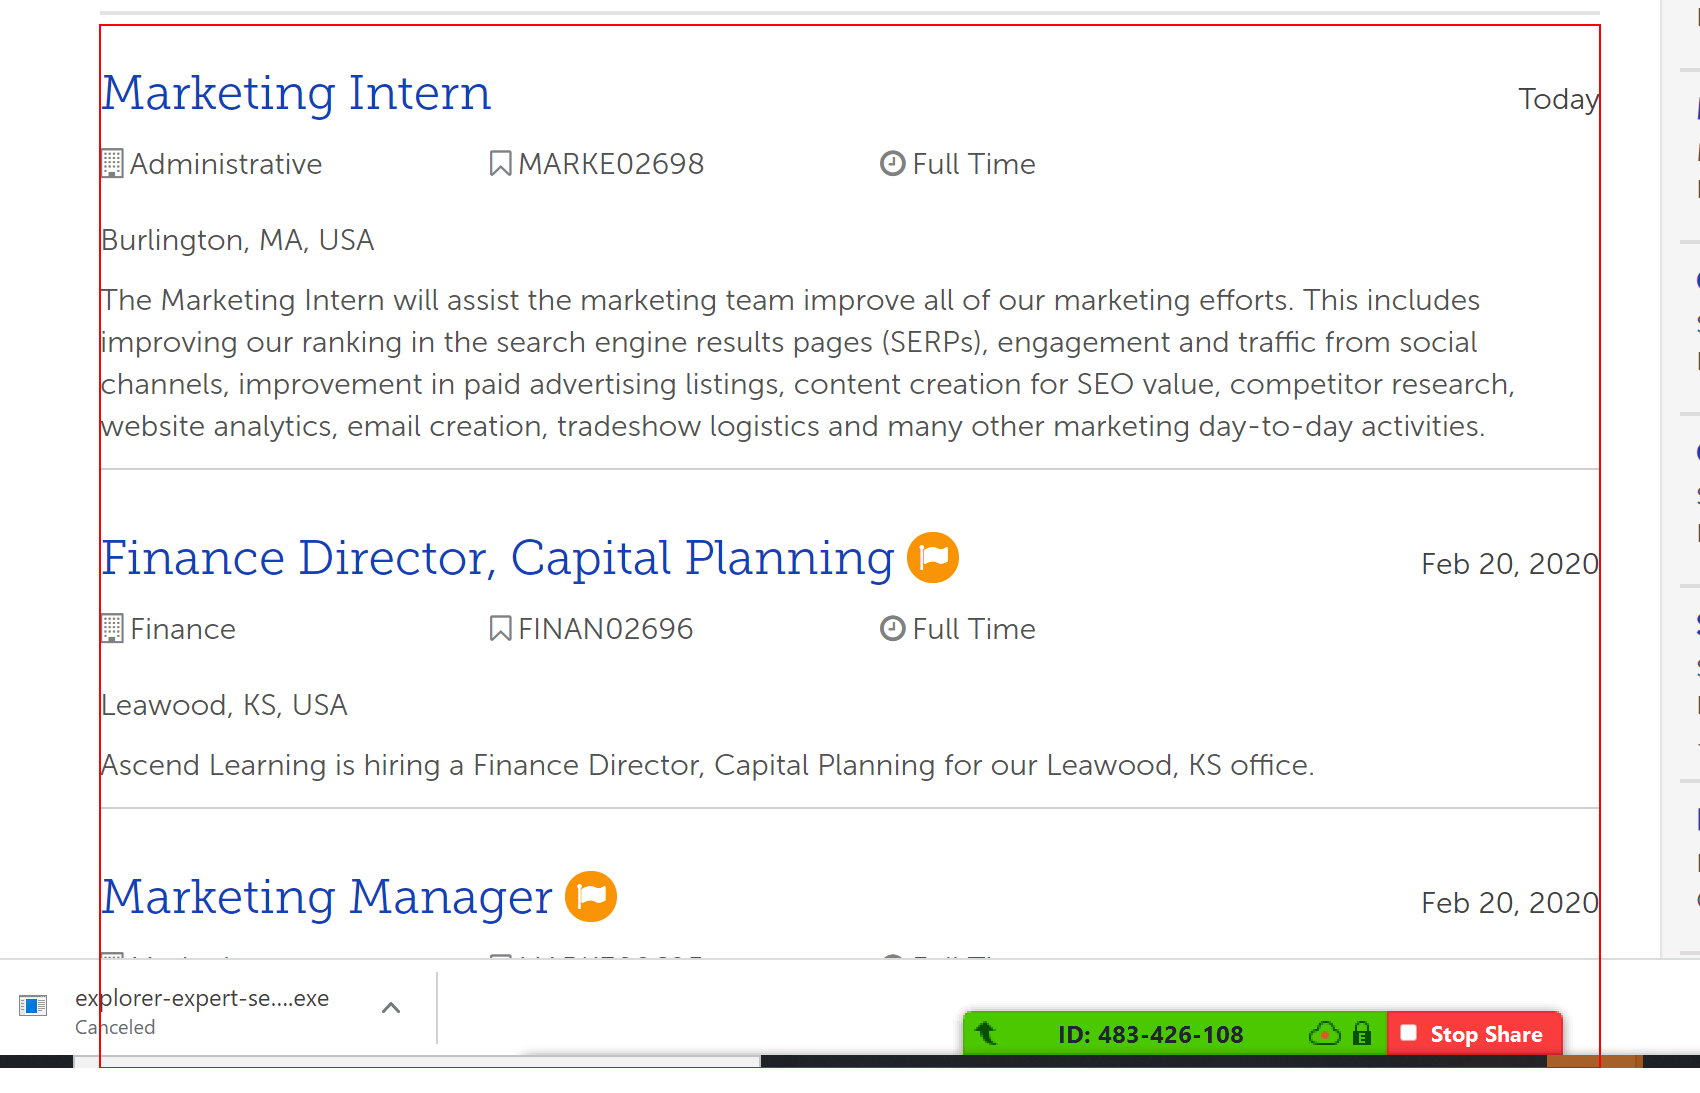 Marketing Intern
Today
Administrative MARKE02698 Full Time
Burlington, MA, USA
The Marketing Intern will assist the marketing team improve all of our marketing efforts. This includes
improving our ranking in the search engine results pages (SERPs), engagement and traffic from social
channels, improvement in paid advertising listings, content creation for SEO value, competitor research,
website analytics, email creation, tradeshow logistics and many other marketing day-to-day activities.
Finance Director, Capital Planning
Feb 20, 2020
Finance FINAN02696 Full Time
Leawood, KS, USA
Ascend Learning is hiring a Finance Director, Capital Planning for our Leawood, KS office.
Marketing Manager
Feb 20, 2020
explorer-expert-se....exe
Canceled
ID: 483-426-108
Stop Share